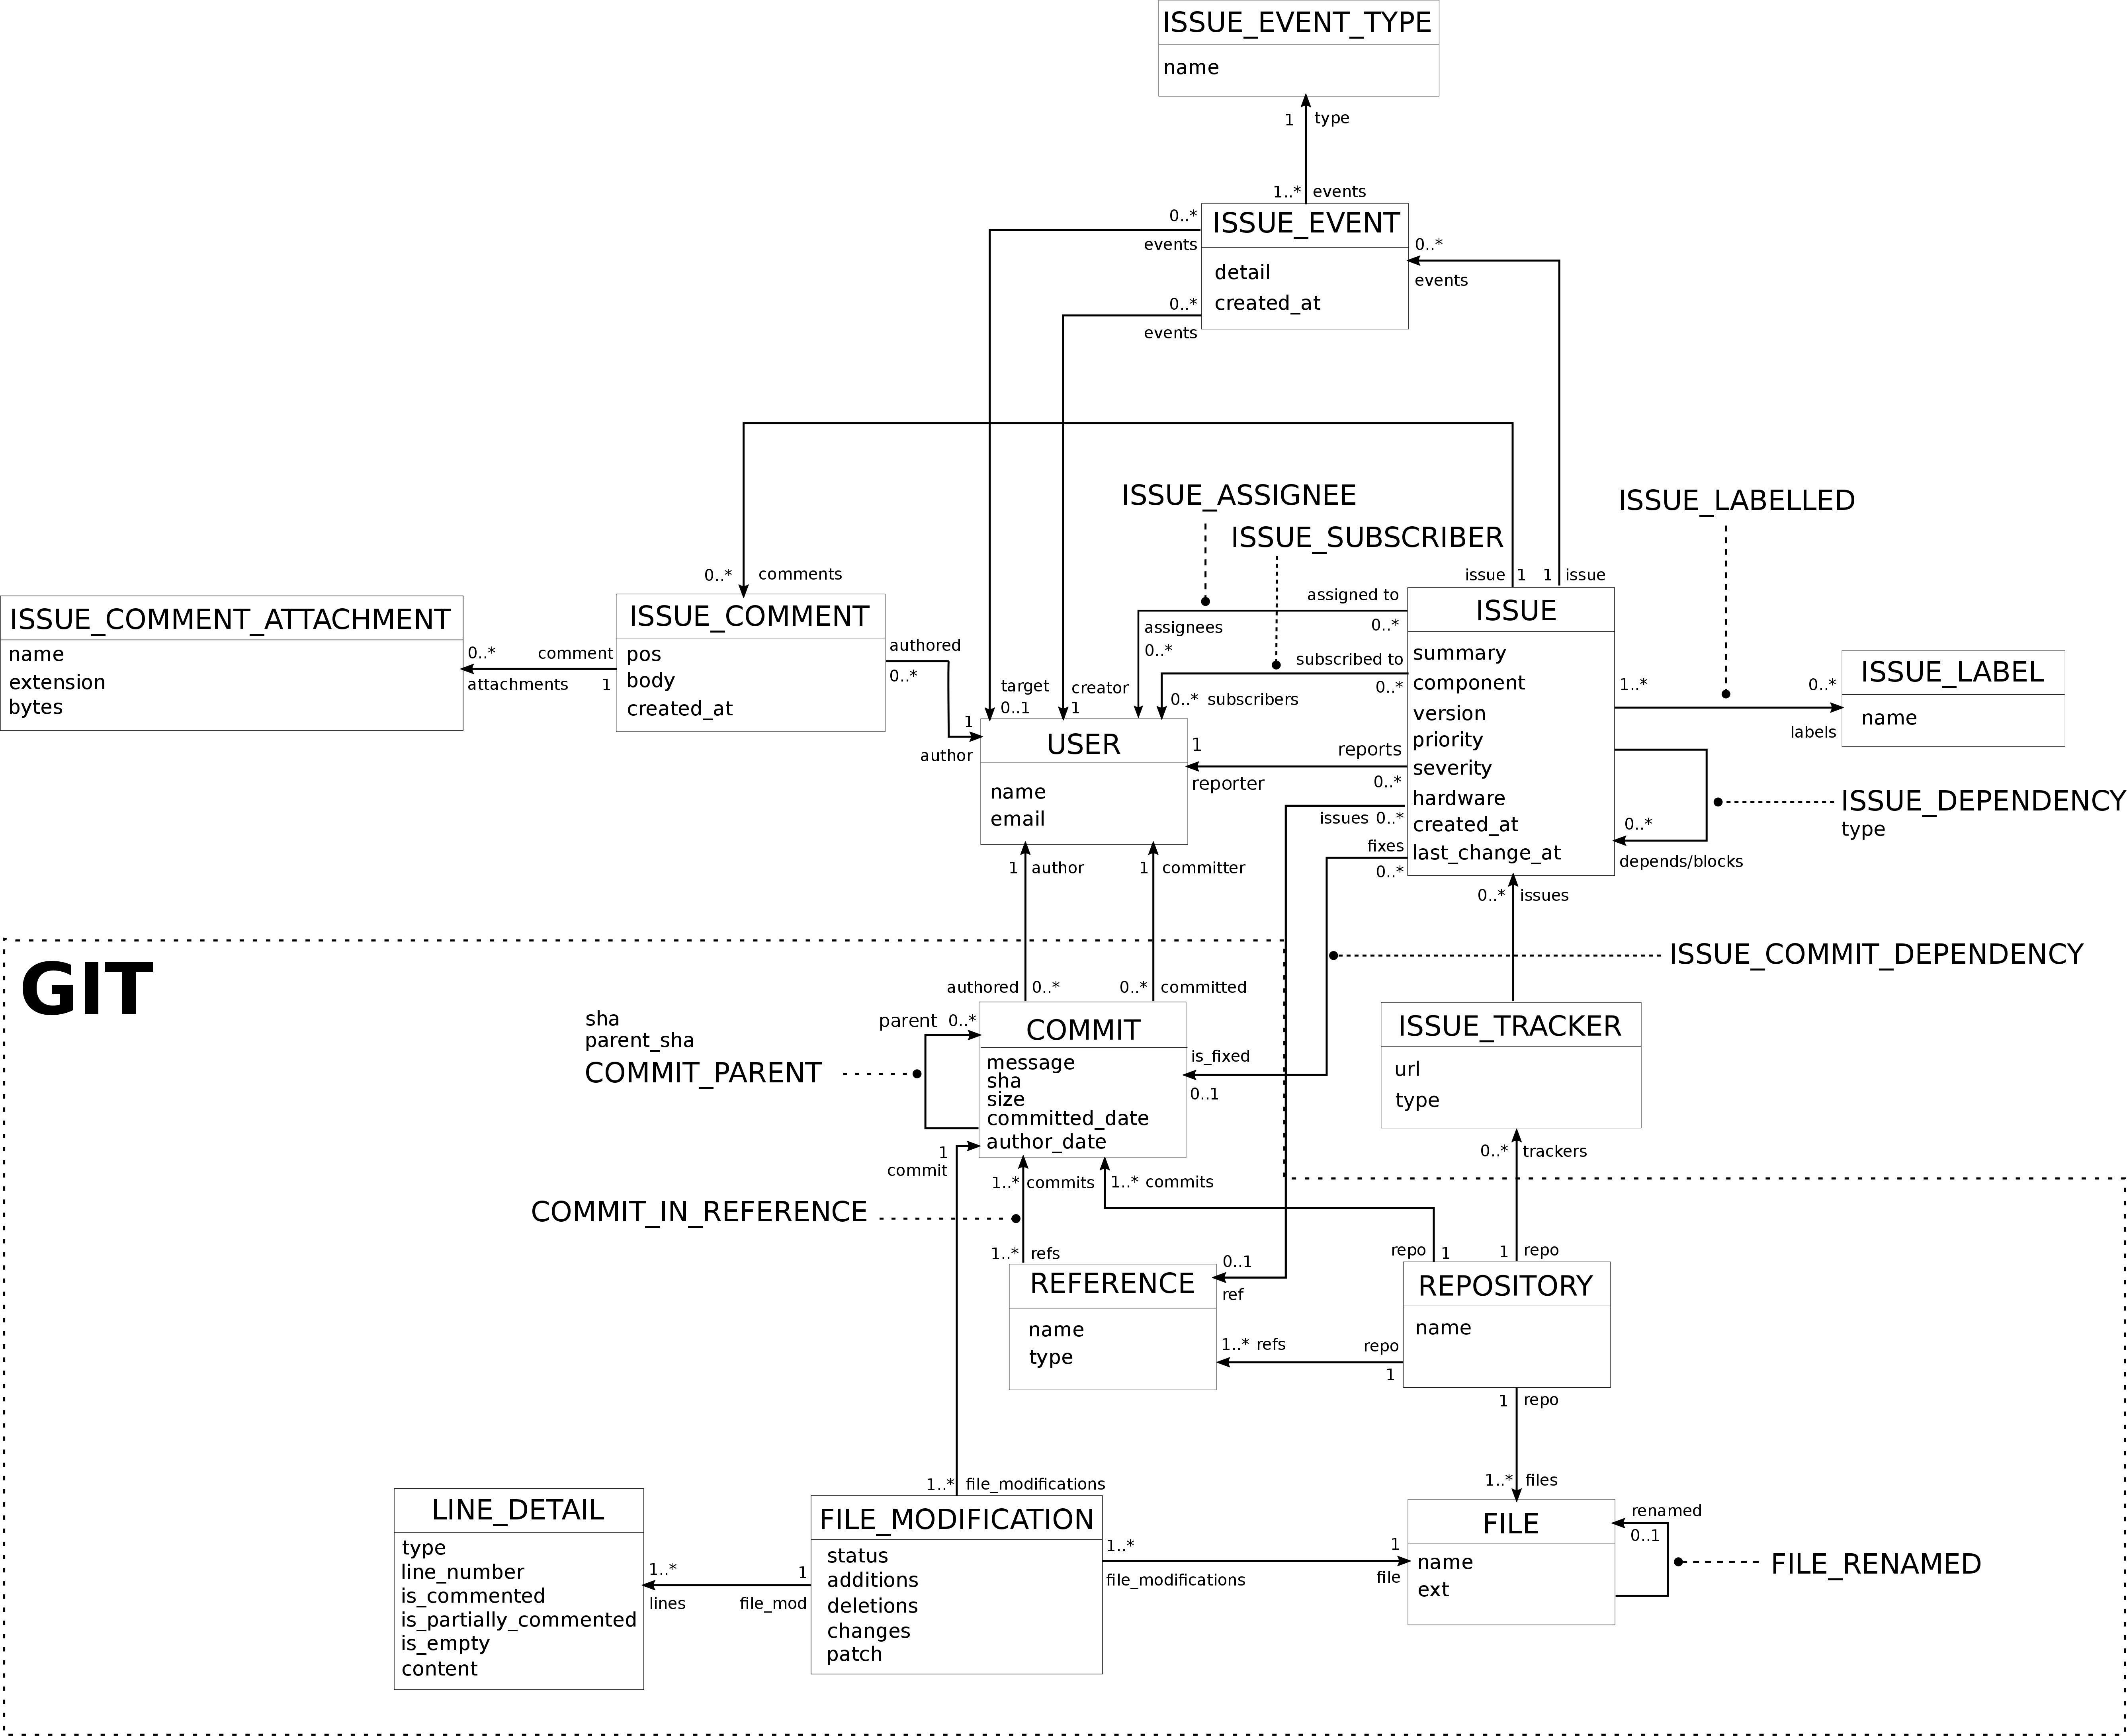 ISSUE_EVENT_TYPE
name
1 type
1..* events
0..*
events
ISSUE_EVENT
detail
created_at
0..*
events
0..*
events
ISSUE_ASSIGNEE
ISSUE_SUBSCRIBER
ISSUE_LABELLED
0..* comments
issue 1
1 issue
ISSUE_COMMENT_ATTACHMENT
name
extension
bytes
0..* comment
attachments 1
ISSUE_COMMENT
pos
body
created_at
authored
0..*
1
author
target
0..1
creator
1
assigned to
0..*
assignees
0..*
subscribed to
0..*
0..* subscribers
ISSUE
summary
component
version
priority
severity
hardware
created_at
last_change_at
1..*
0..*
labels
ISSUE_LABEL
name
USER
name
email
1
reporter
reports
0..*
issues 0..*
fixes
0..*
0..*
depends/blocks
ISSUE_DEPENDENCY
type
1 author
1 committer
0..* issues
GIT
ISSUE_COMMIT_DEPENDENCY
authored 0..*
0..* committed
sha
parent_sha
COMMIT_PARENT
parent 0..*
COMMIT
message
sha
size
committed_date
author_date
is_fixed
0..1
ISSUE_TRACKER
url
type
1
commit
1..* commits
1..* commits
0..* trackers
COMMIT_IN_REFERENCE
1..* refs
repo 1
1 repo
REFERENCE
name
type
0..1
ref
1..* refs
repo
1
REPOSITORY
name
1 repo
1..* file_modifications
1..* files
LINE_DETAIL
type
line_number
is_commented
is_partially_commented
is_empty
content
1..*
lines
1
file_mod
FILE_MODIFICATION
status
additions
deletions
changes
patch
1..*
file_modifications
1
file
FILE
name
ext
renamed
0..1
FILE_RENAMED